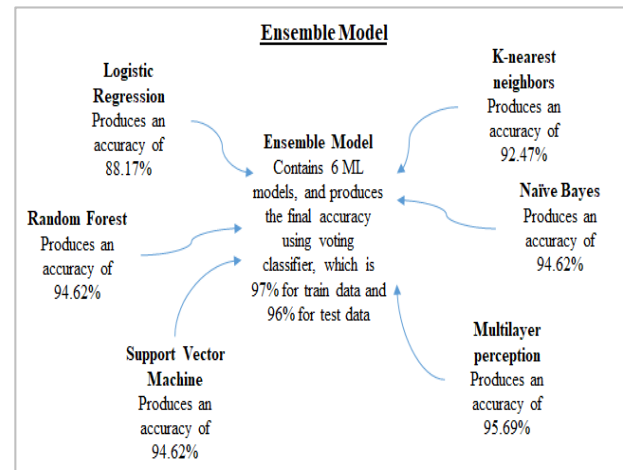 Ensemble Model
Logistic
Regression
Produces an
accuracy of
88.17%
K-nearest
neighbors
Produces an
accuracy of
92.47%
Ensemble Model
Contains 6 ML
models, and produces
the final accuracy
using voting
classifier, which is
97% for train data and
96% for test data
Random Forest
Produces an
accuracy of
94.62%
Naïve Bayes
Produces an
accuracy of
94.62%
Support Vector
Machine
Produces an
accuracy of
94.62%
Multilayer
perception
Produces an
accuracy of
95.69%